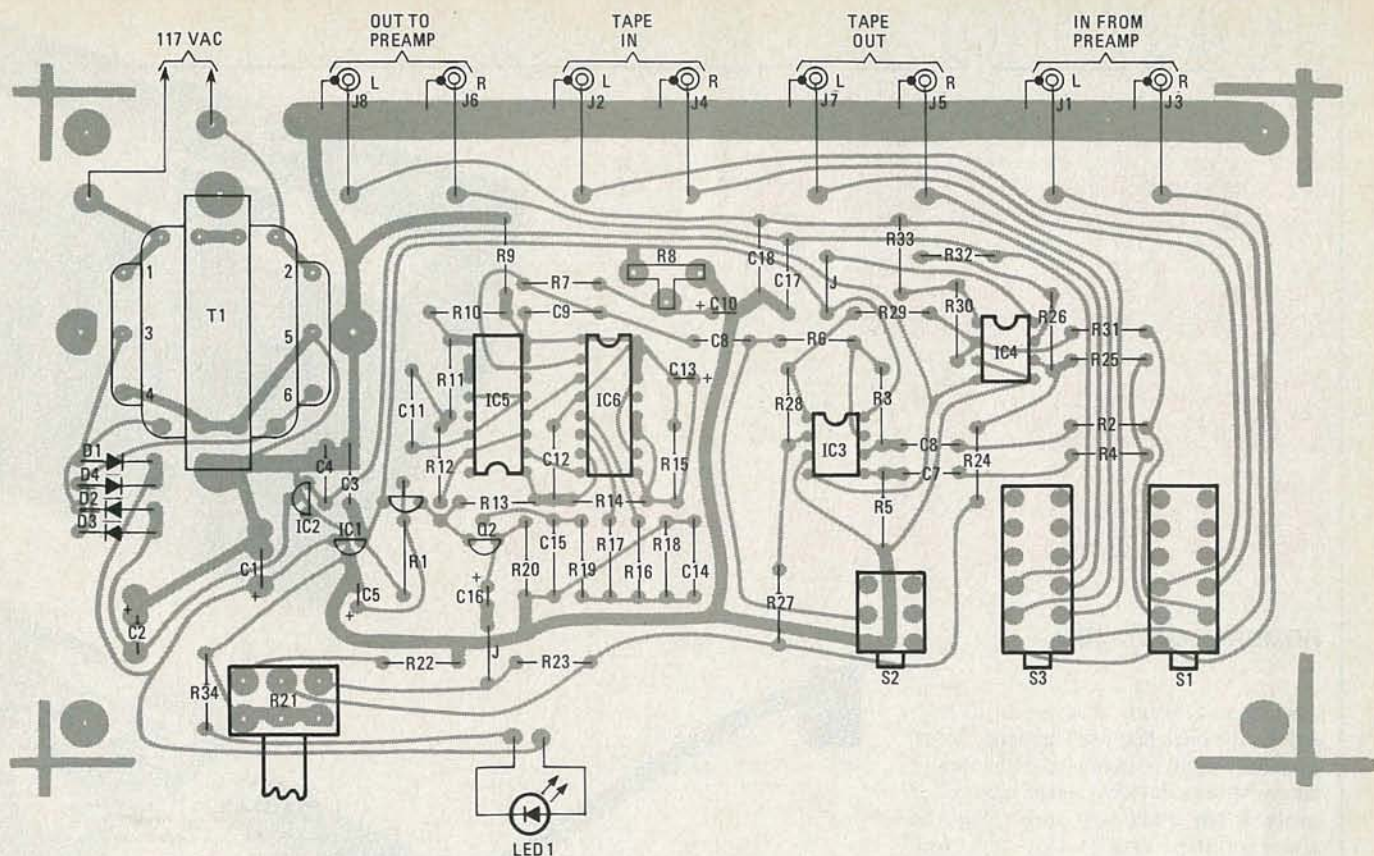 117 VAC
OUT TO PREAMP
TAPE IN
TAPE OUT
IN FROM PREAMP
L J8
R J6
L J2
R J4
L J7
R J5
L J1
R J3
1 2
3 T1 5
4 6
R9 R7 R8 C18 C17 J R33 R32
R10 C9 + C10 R29 R30 R26
R11 C8 R6 IC4 R31
R25
C11 IC5 IC6 C13 + R28 R3
R12 C12 R15 IC3 C8 R24 R2
C7 R4
D1
D4
D2
D3
C4 C3 R13 R14 R5
IC2 IC1 Q2
C1 + R1 C15 R17 R18
C5 + + C16 R20 R19 R16 C14 R27
+ C2
J
R22 R23
R34 R21
S2 S3 S1
LED 1